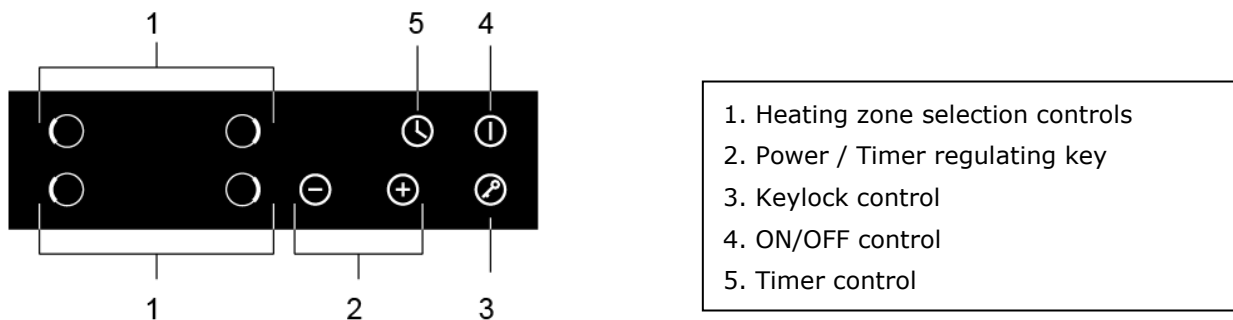 1
5
4
1
2
3
1. Heating zone selection controls
2. Power / Timer regulating key
3. Keylock control
4. ON/OFF control
5. Timer control